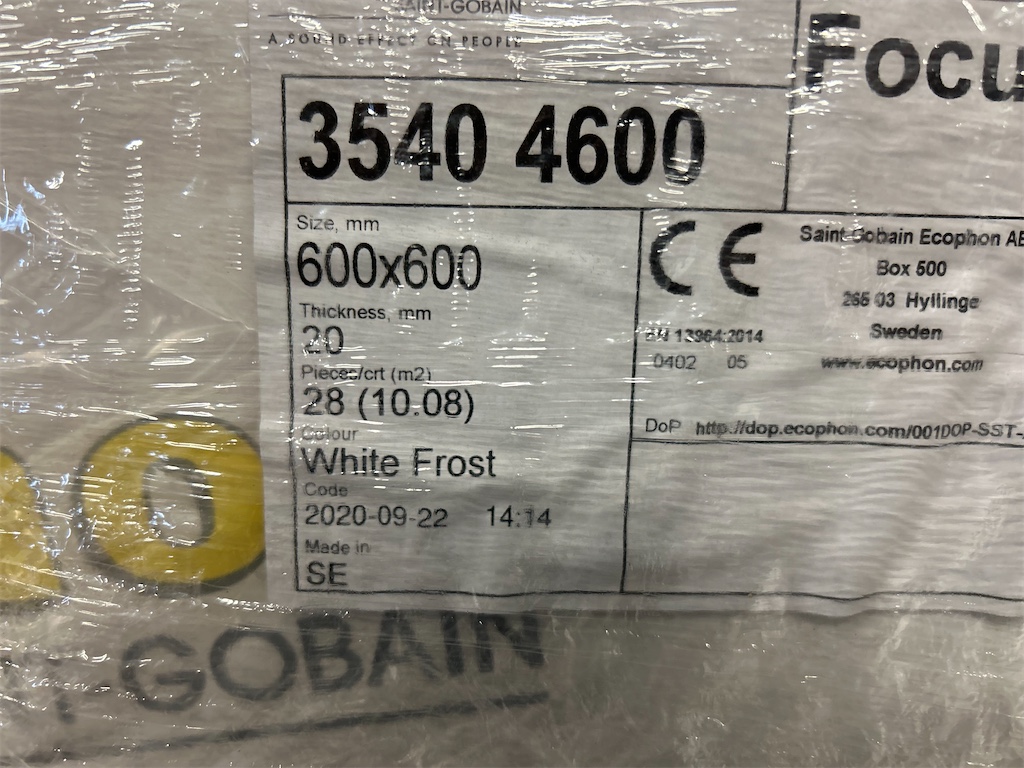 SAINT-GOBAIN
A SOUND EFFECT ON PEOPLE
Focu
3540 4600
Size, mm
600x600
Thickness, mm
20
Pieces/crt (m2)
28 (10.08)
Colour
White Frost
Code
2020-09-22 14:14
Made in
SE
CE
EN 13964:2014
0402 05
Saint-Gobain Ecophon AB
Box 500
265 03 Hyllinge
Sweden
www.ecophon.com
DoP http://dop.ecophon.com/001DOP-SST-
O
T-GOBAIN